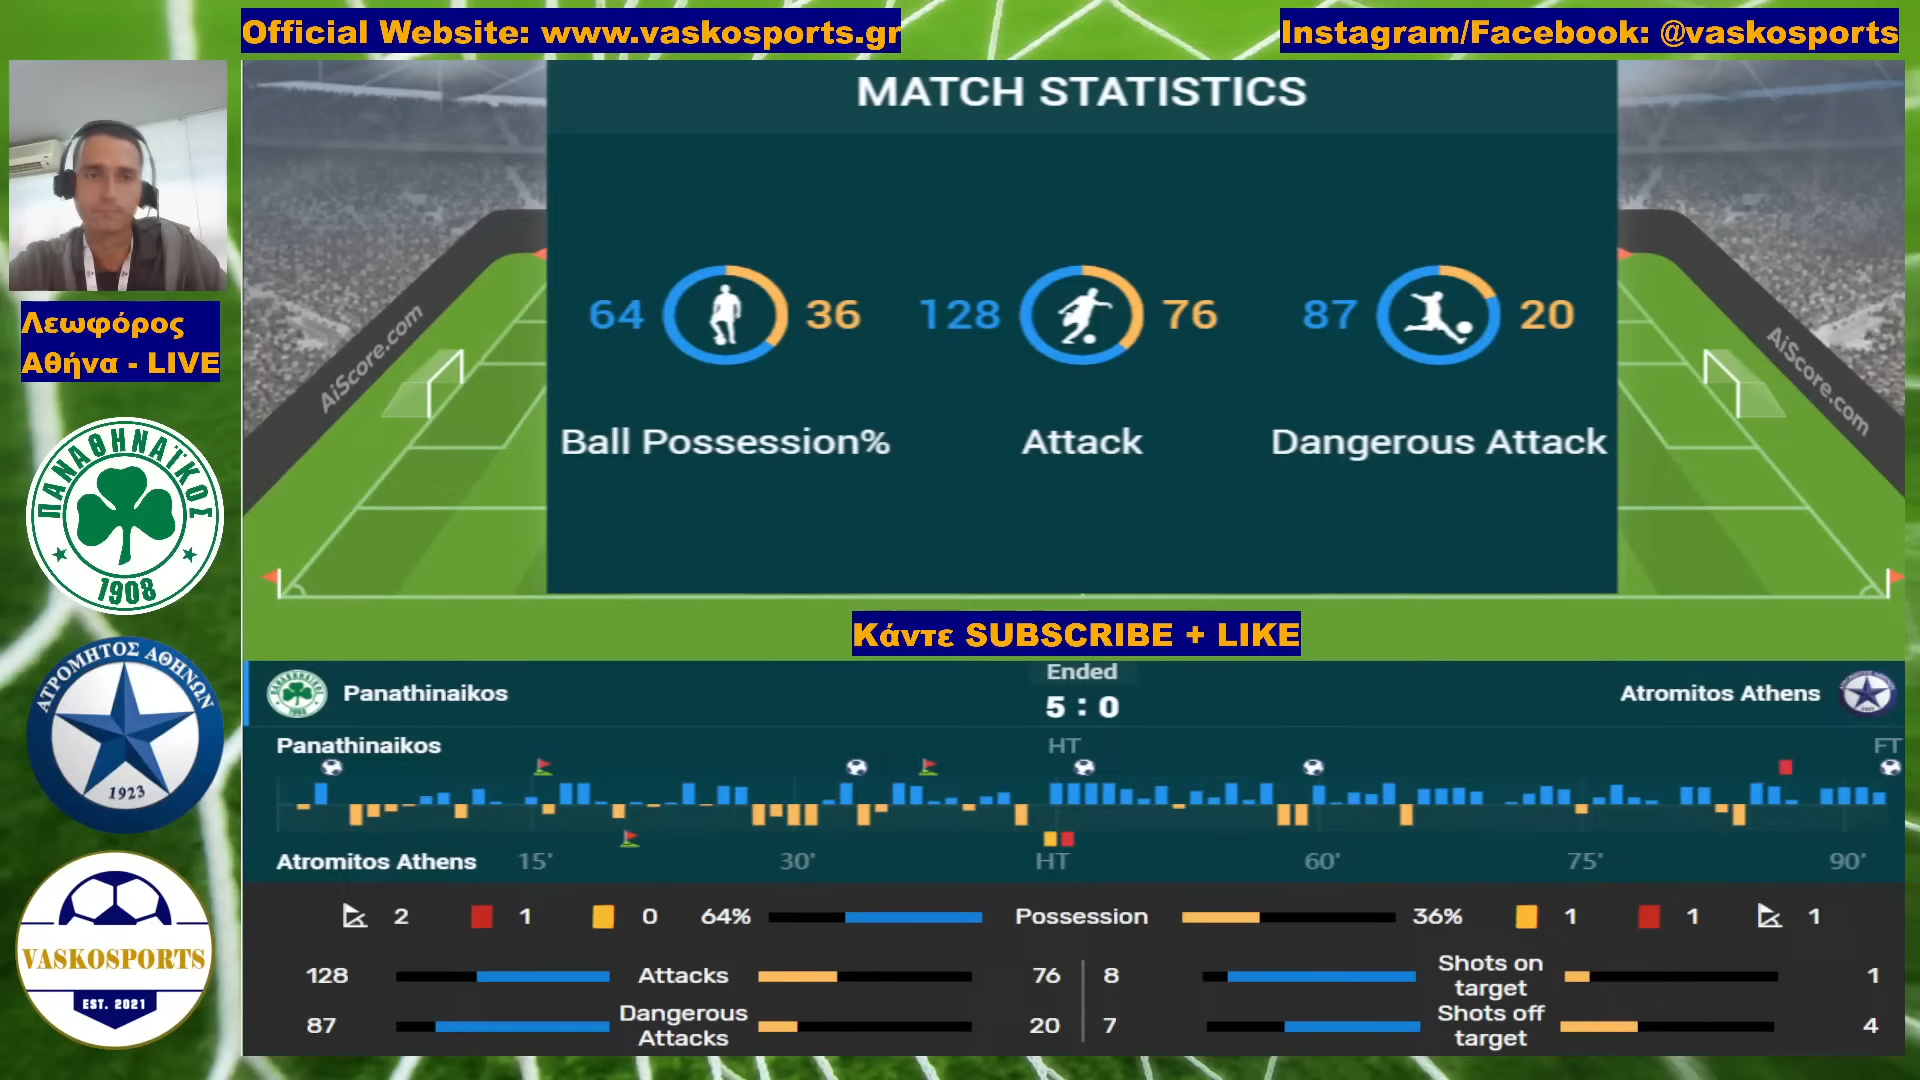 Official Website: www.vaskosports.gr
Instagram/Facebook: @vaskosports
MATCH STATISTICS
64 36 128 76 87 20
Ball Possession% Attack Dangerous Attack
AiScore.com
AiScore.com
Λεωφόρος
Αθήνα - LIVE
ΠΑΝΑΘΗΝΑΪΚΟΣ
1908
ΑΤΡΟΜΗΤΟΣ ΑΘΗΝΩΝ
1923
VASKOSPORTS
EST. 2021
Κάντε SUBSCRIBE + LIKE
Ended
Panathinaikos 5 : 0 Atromitos Athens
Panathinaikos HT FT
Atromitos Athens 15' 30' HT 60' 75' 90'
2 1 0 64% Possession 36% 1 1 1
128 Attacks 76
87 Dangerous
Attacks 20
8 Shots on
target 1
7 Shots off
target 4